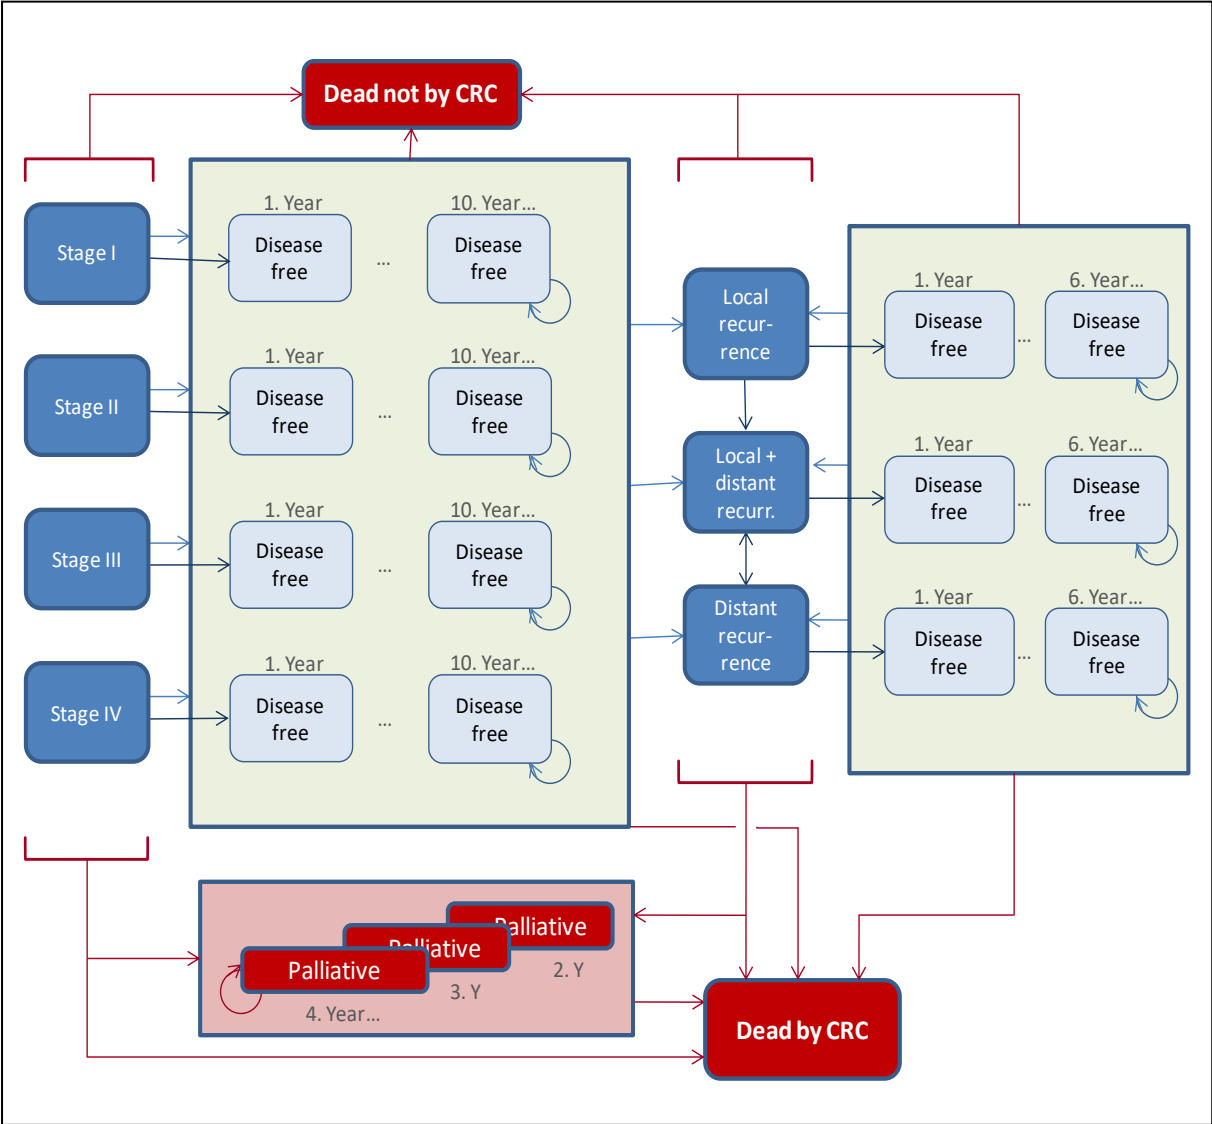 Dead not by CRC
1. Year
10. Year...
Stage I
Disease
free
...
Disease
free
1. Year
10. Year...
Stage II
Disease
free
...
Disease
free
1. Year
10. Year...
Stage III
Disease
free
...
Disease
free
1. Year
10. Year...
Stage IV
Disease
free
...
Disease
free
Local
recur-
rence
Local +
distant
recurr.
Distant
recur-
rence
1. Year
6. Year...
Disease
free
...
Disease
free
1. Year
6. Year...
Disease
free
...
Disease
free
1. Year
6. Year...
Disease
free
...
Disease
free
Palliative
2. Y
Palliative
3. Y
Palliative
4. Year...
Dead by CRC